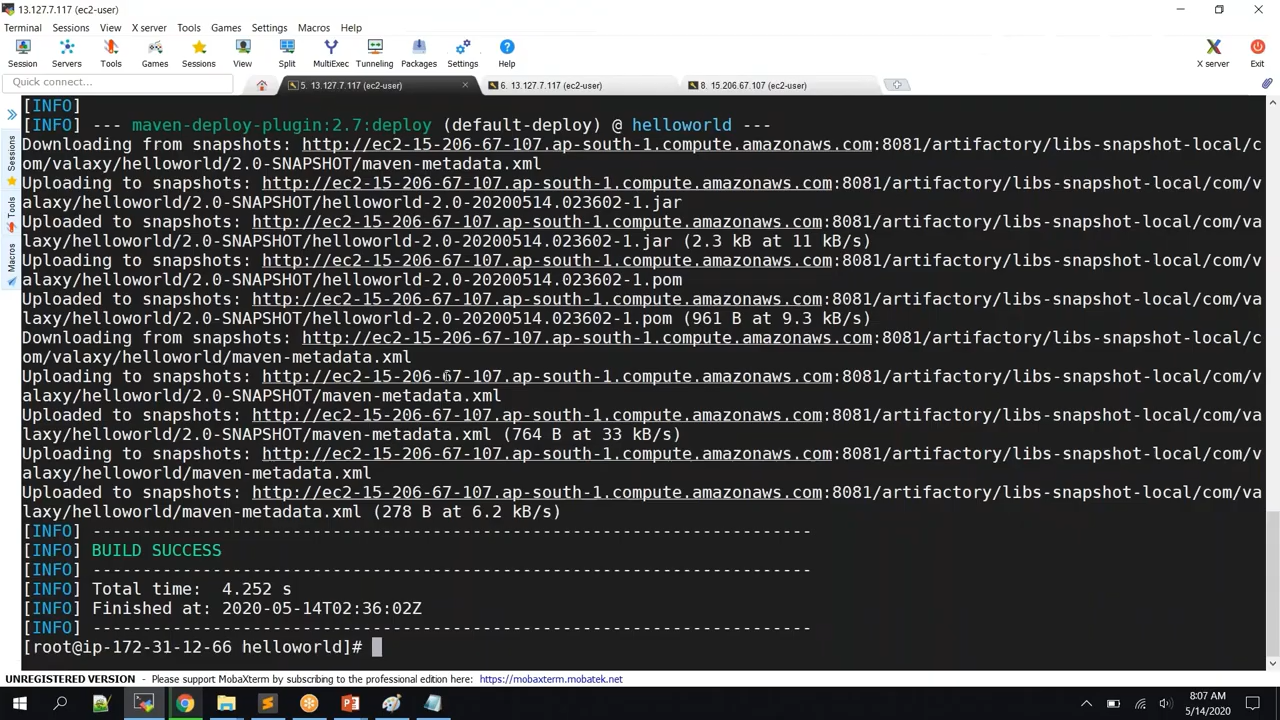 13.127.7.117 (ec2-user)
Terminal Sessions View X server Tools Games Settings Macros Help
Session Servers Tools Games Sessions View Split MultiExec Tunneling Packages Settings Help X server Exit
Quick connect... 5. 13.127.7.117 (ec2-user) 6. 13.127.7.117 (ec2-user) 8. 15.206.67.107 (ec2-user)
Sessions
Tools
Macros
[INFO]
[INFO] --- maven-deploy-plugin:2.7:deploy (default-deploy) @ helloworld ---
Downloading from snapshots: http://ec2-15-206-67-107.ap-south-1.compute.amazonaws.com:8081/artifactory/libs-snapshot-local/c
om/valaxy/helloworld/2.0-SNAPSHOT/maven-metadata.xml
Uploading to snapshots: http://ec2-15-206-67-107.ap-south-1.compute.amazonaws.com:8081/artifactory/libs-snapshot-local/com/v
alaxy/helloworld/2.0-SNAPSHOT/helloworld-2.0-20200514.023602-1.jar
Uploaded to snapshots: http://ec2-15-206-67-107.ap-south-1.compute.amazonaws.com:8081/artifactory/libs-snapshot-local/com/va
laxy/helloworld/2.0-SNAPSHOT/helloworld-2.0-20200514.023602-1.jar (2.3 kB at 11 kB/s)
Uploading to snapshots: http://ec2-15-206-67-107.ap-south-1.compute.amazonaws.com:8081/artifactory/libs-snapshot-local/com/v
alaxy/helloworld/2.0-SNAPSHOT/helloworld-2.0-20200514.023602-1.pom
Uploaded to snapshots: http://ec2-15-206-67-107.ap-south-1.compute.amazonaws.com:8081/artifactory/libs-snapshot-local/com/va
laxy/helloworld/2.0-SNAPSHOT/helloworld-2.0-20200514.023602-1.pom (961 B at 9.3 kB/s)
Downloading from snapshots: http://ec2-15-206-67-107.ap-south-1.compute.amazonaws.com:8081/artifactory/libs-snapshot-local/c
om/valaxy/helloworld/maven-metadata.xml
Uploading to snapshots: http://ec2-15-206-67-107.ap-south-1.compute.amazonaws.com:8081/artifactory/libs-snapshot-local/com/v
alaxy/helloworld/2.0-SNAPSHOT/maven-metadata.xml
Uploaded to snapshots: http://ec2-15-206-67-107.ap-south-1.compute.amazonaws.com:8081/artifactory/libs-snapshot-local/com/va
laxy/helloworld/2.0-SNAPSHOT/maven-metadata.xml (764 B at 33 kB/s)
Uploading to snapshots: http://ec2-15-206-67-107.ap-south-1.compute.amazonaws.com:8081/artifactory/libs-snapshot-local/com/v
alaxy/helloworld/maven-metadata.xml
Uploaded to snapshots: http://ec2-15-206-67-107.ap-south-1.compute.amazonaws.com:8081/artifactory/libs-snapshot-local/com/va
laxy/helloworld/maven-metadata.xml (278 B at 6.2 kB/s)
[INFO] ------------------------------------------------------------------------
[INFO] BUILD SUCCESS
[INFO] ------------------------------------------------------------------------
[INFO] Total time:  4.252 s
[INFO] Finished at: 2020-05-14T02:36:02Z
[INFO] ------------------------------------------------------------------------
[root@ip-172-31-12-66 helloworld]#
UNREGISTERED VERSION - Please support MobaXterm by subscribing to the professional edition here: https://mobaxterm.mobatek.net
8:07 AM
5/14/2020